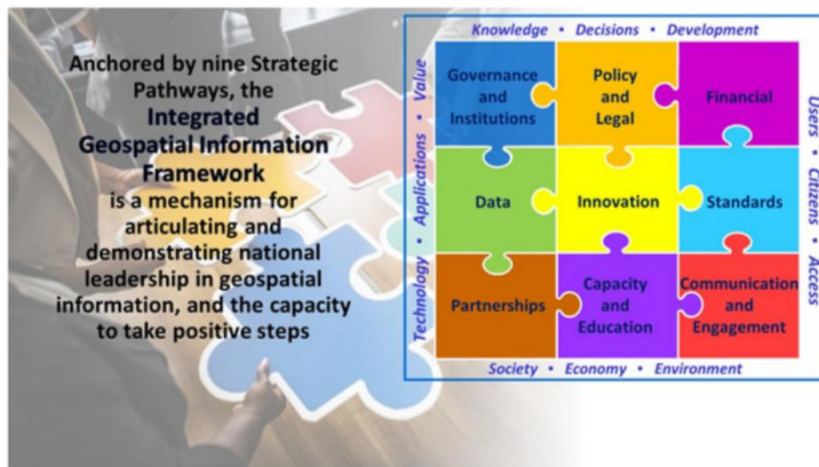 Anchored by nine Strategic
Pathways, the
Integrated
Geospatial Information
Framework
is a mechanism for
articulating and
demonstrating national
leadership in geospatial
information, and the capacity
to take positive steps
Knowledge ▪ Decisions ▪ Development
Technology ▪ Applications ▪ Value
Governance
and
Institutions
Policy
and
Legal
Financial
Data
Innovation
Standards
Partnerships
Capacity
and
Education
Communication
and
Engagement
Users ▪ Citizens ▪ Access
Society ▪ Economy ▪ Environment